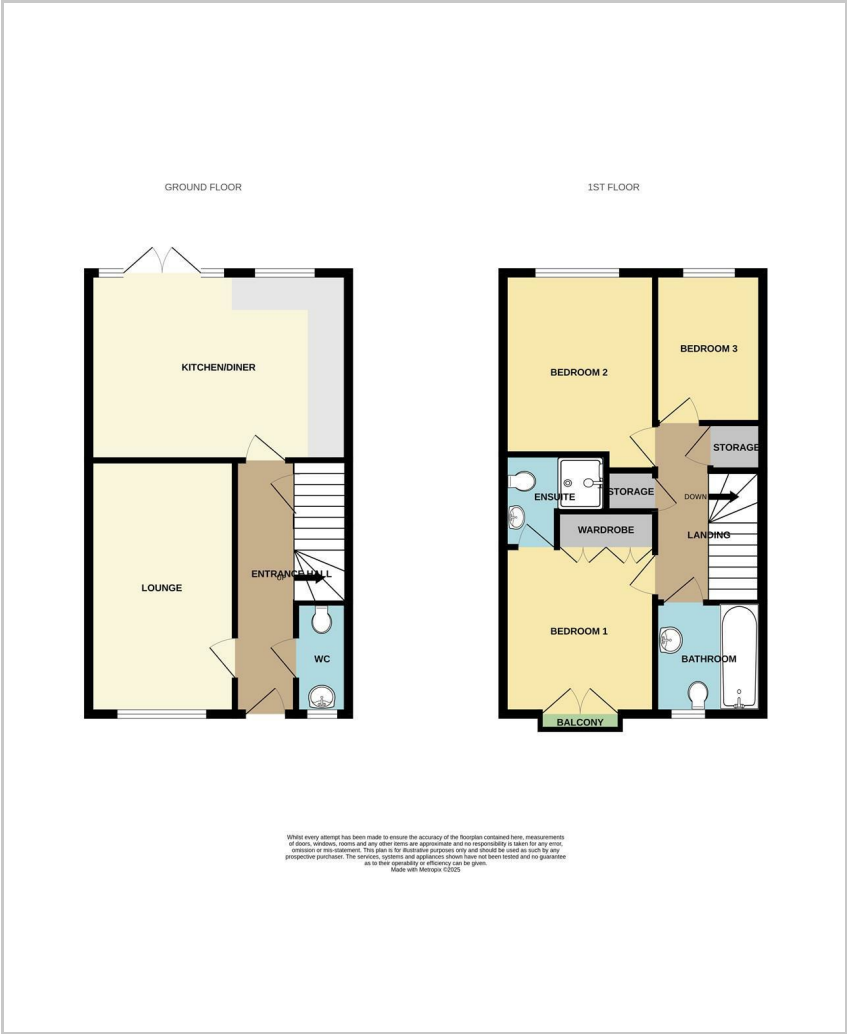 GROUND FLOOR
KITCHEN/DINER
LOUNGE
ENTRANCE HALL
UP
WC
1ST FLOOR
BEDROOM 2
BEDROOM 3
STORAGE
ENSUITE
STORAGE
DOWN
WARDROBE
LANDING
BEDROOM 1
BATHROOM
BALCONY
Whilst every attempt has been made to ensure the accuracy of the floorplan contained here, measurements
of doors, windows, rooms and any other items are approximate and no responsibility is taken for any error,
omission or mis-statement. This plan is for illustrative purposes only and should be used as such by any
prospective purchaser. The services, systems and appliances shown have not been tested and no guarantee
as to their operability or efficiency can be given.
Made with Metropix ©2025